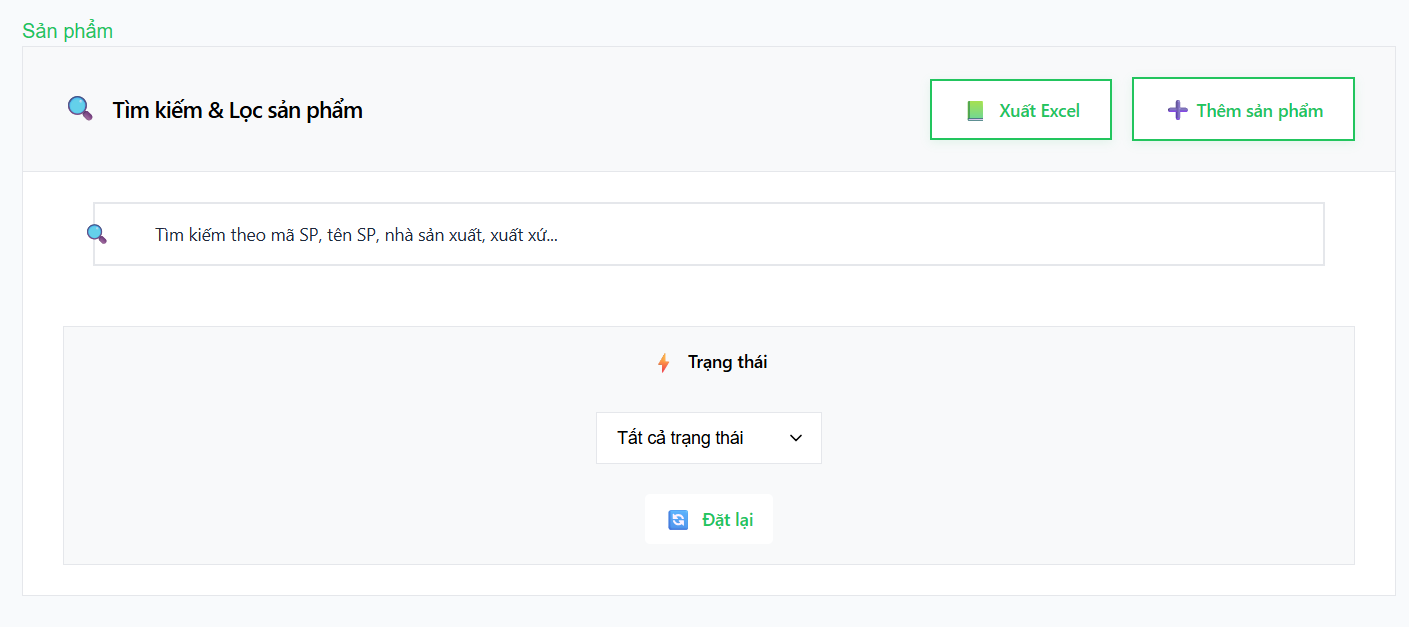 Sản phẩm
Tìm kiếm & Lọc sản phẩm
Xuất Excel
Thêm sản phẩm
Tìm kiếm theo mã SP, tên SP, nhà sản xuất, xuất xứ...
Trạng thái
Tất cả trạng thái
Đặt lại